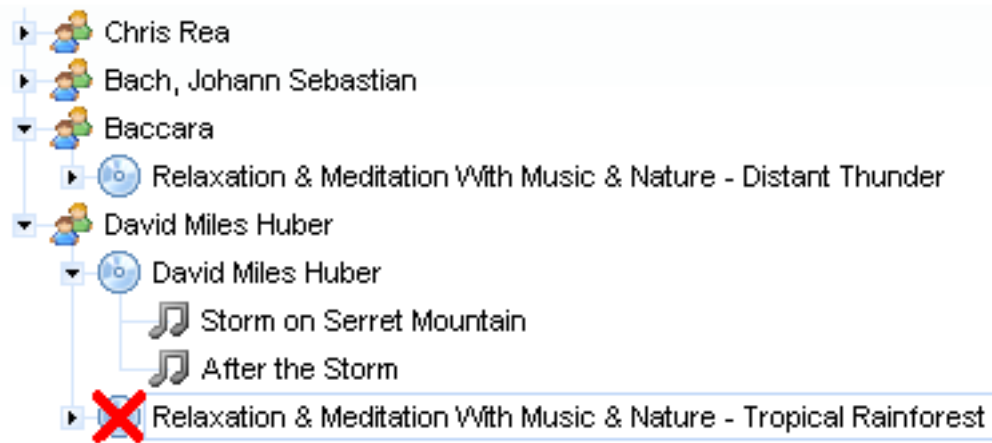 Chris Rea
Bach, Johann Sebastian
Baccara
Relaxation & Meditation With Music & Nature - Distant Thunder
David Miles Huber
David Miles Huber
Storm on Serret Mountain
After the Storm
Relaxation & Meditation With Music & Nature - Tropical Rainforest